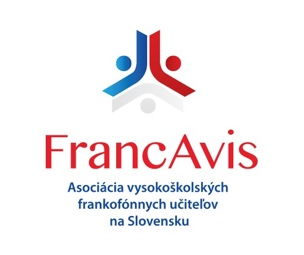 FrancAvis
Asociácia vysokoškolských
frankofónnych učiteľov
na Slovensku